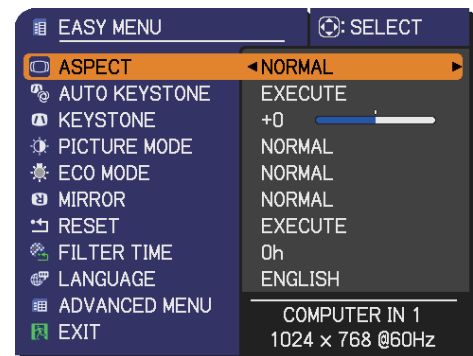 EASY MENU : SELECT
ASPECT NORMAL
AUTO KEYSTONE EXECUTE
KEYSTONE +0
PICTURE MODE NORMAL
ECO MODE NORMAL
MIRROR NORMAL
RESET EXECUTE
FILTER TIME 0h
LANGUAGE ENGLISH
ADVANCED MENU COMPUTER IN 1
EXIT 1024 x 768 @60Hz